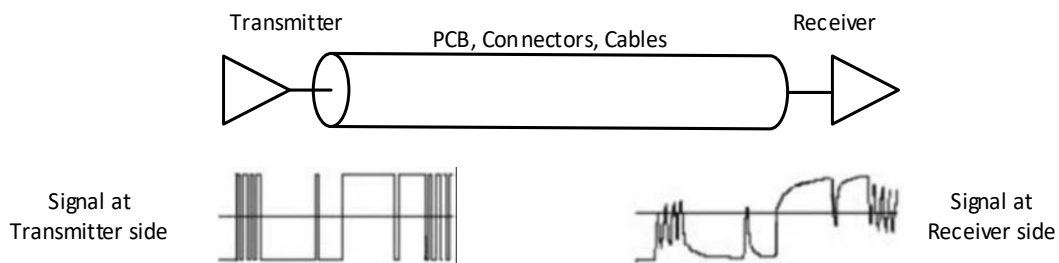 Transmitter
Receiver
PCB, Connectors, Cables
Signal at
Transmitter side
Signal at
Receiver side